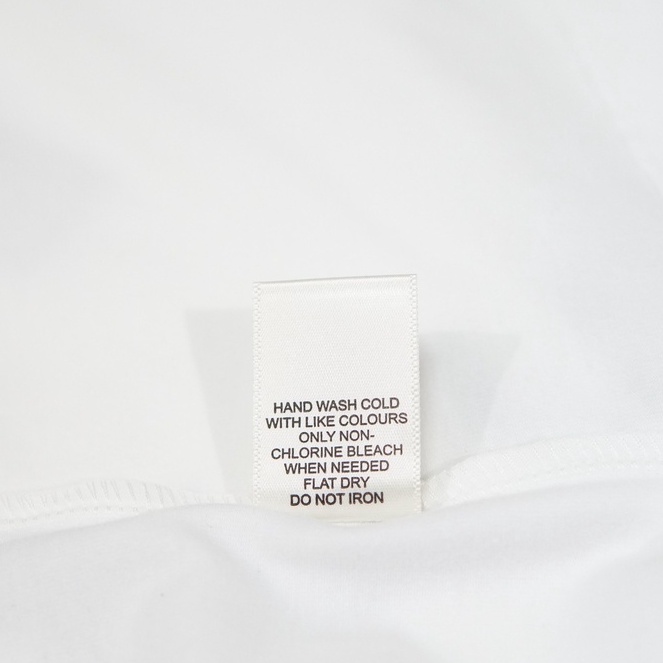 HAND WASH COLD
WITH LIKE COLOURS
ONLY NON-
CHLORINE BLEACH
WHEN NEEDED
FLAT DRY
DO NOT IRON